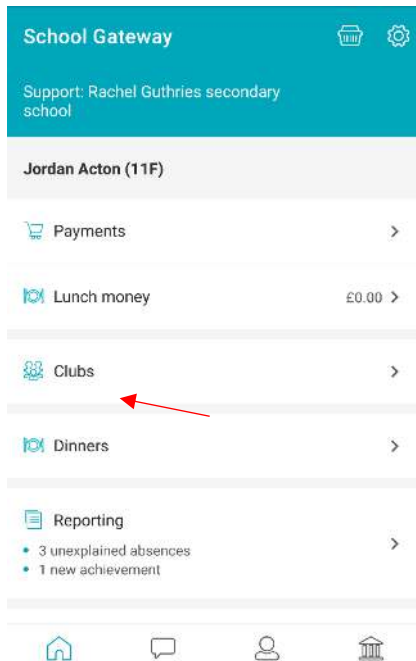 School Gateway
Support: Rachel Guthries secondary
school
Jordan Acton (11F)
Payments
Lunch money £0.00
Clubs
Dinners
Reporting
• 3 unexplained absences
• 1 new achievement